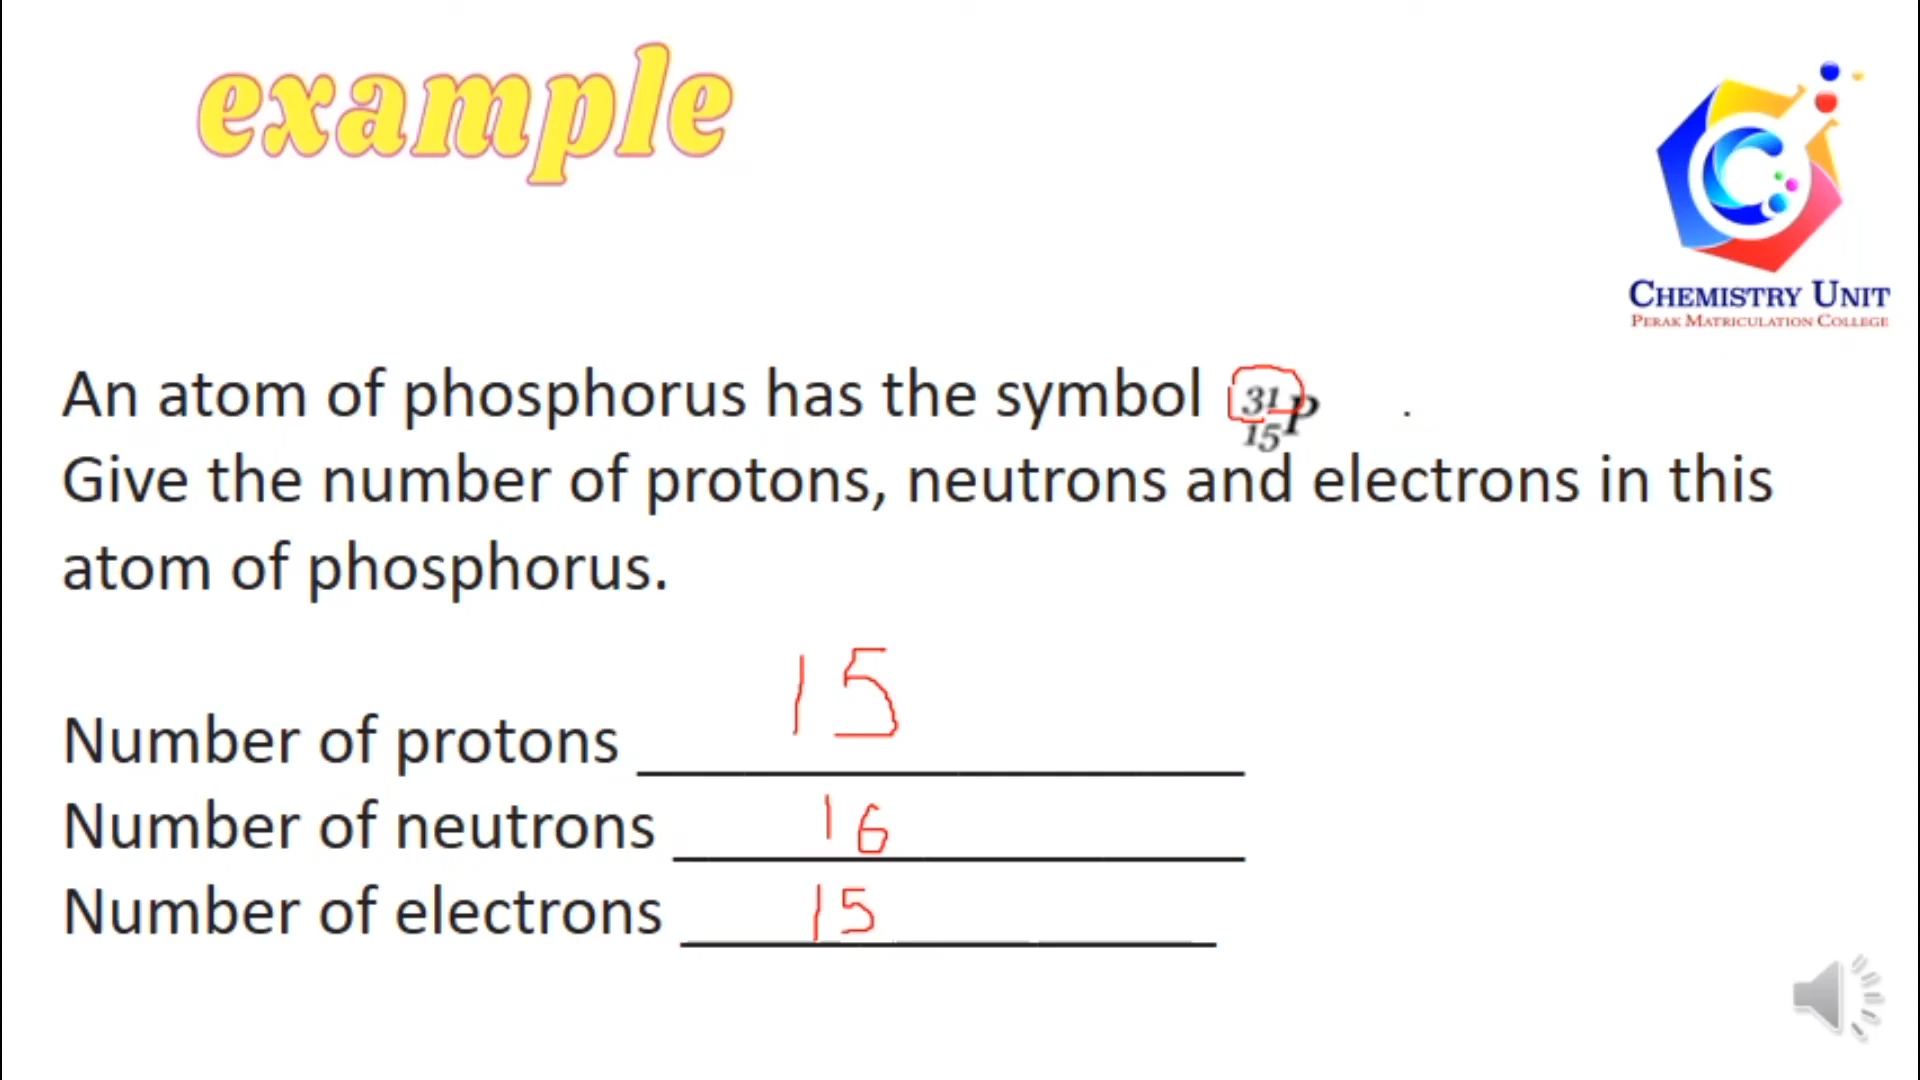 example
CHEMISTRY UNIT
PERAK MATRICULATION COLLEGE
An atom of phosphorus has the symbol 31 15 P .
Give the number of protons, neutrons and electrons in this
atom of phosphorus.
Number of protons 15
Number of neutrons 16
Number of electrons 15